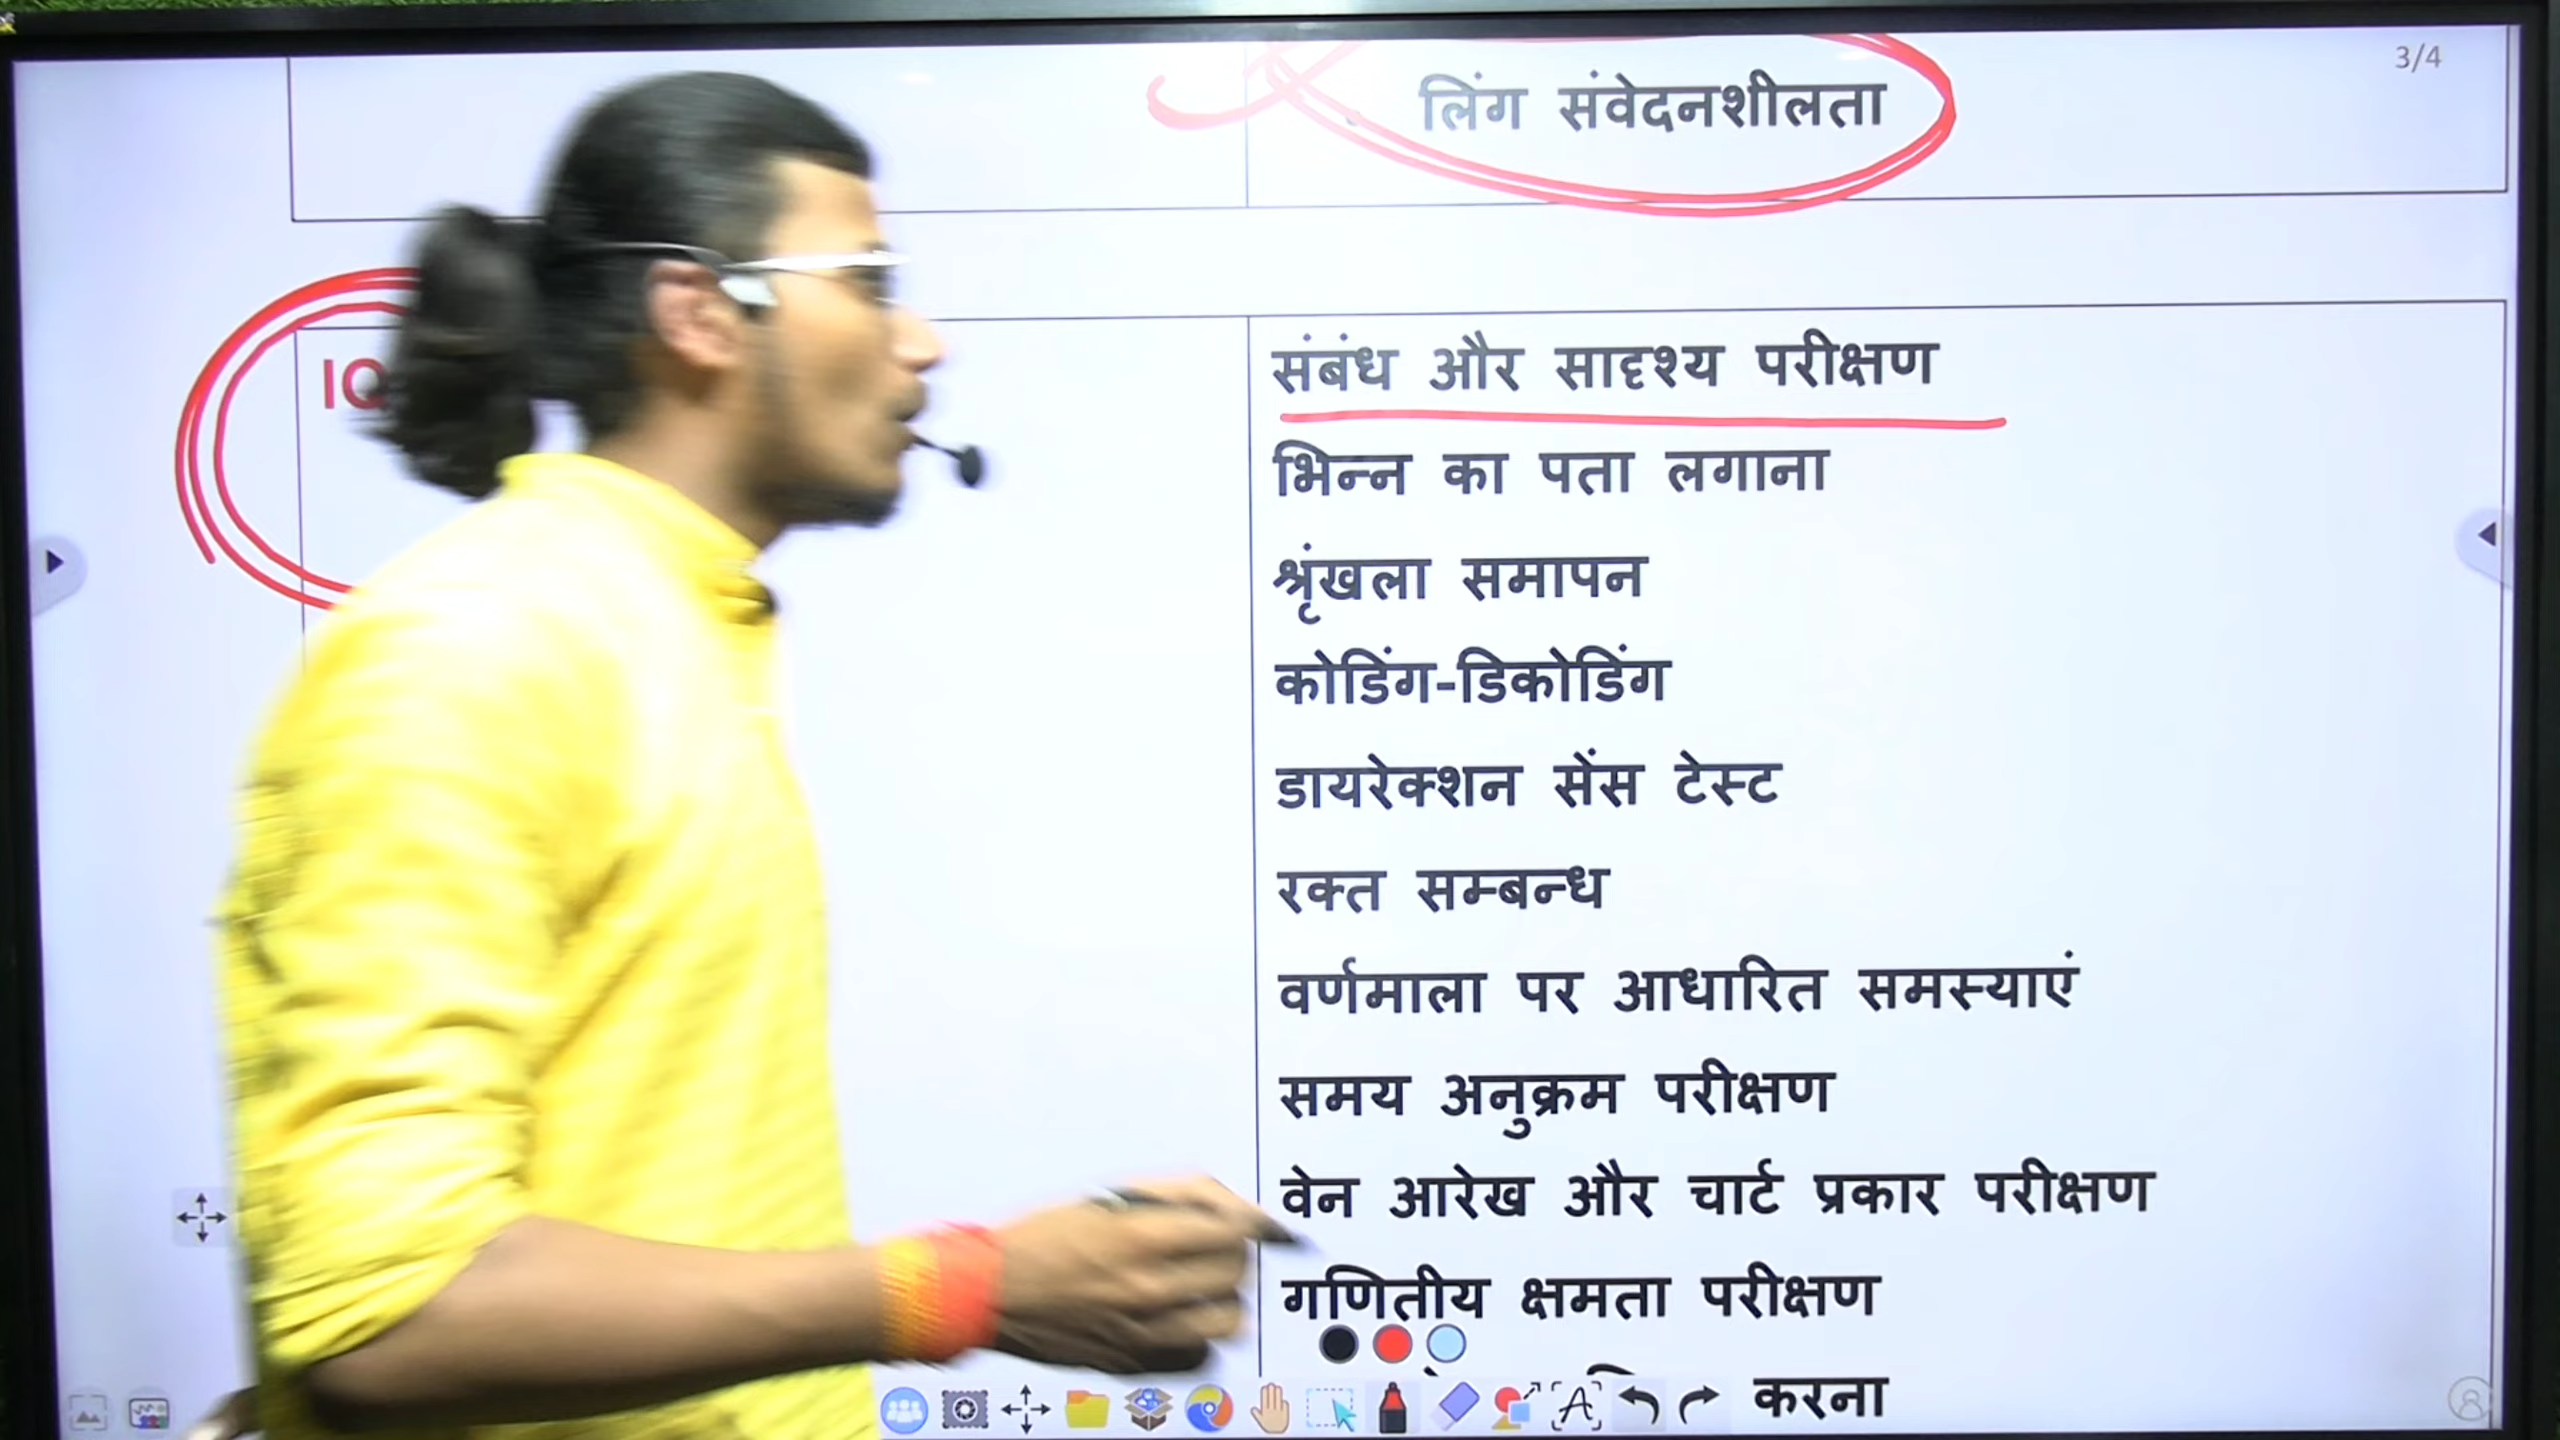 3/4
लिंग संवेदनशीलता
IQ
संबंध और सादृश्य परीक्षण
भिन्न का पता लगाना
श्रृंखला समापन
कोडिंग-डिकोडिंग
डायरेक्शन सेंस टेस्ट
रक्त सम्बन्ध
वर्णमाला पर आधारित समस्याएं
समय अनुक्रम परीक्षण
वेन आरेख और चार्ट प्रकार परीक्षण
गणितीय क्षमता परीक्षण
करना